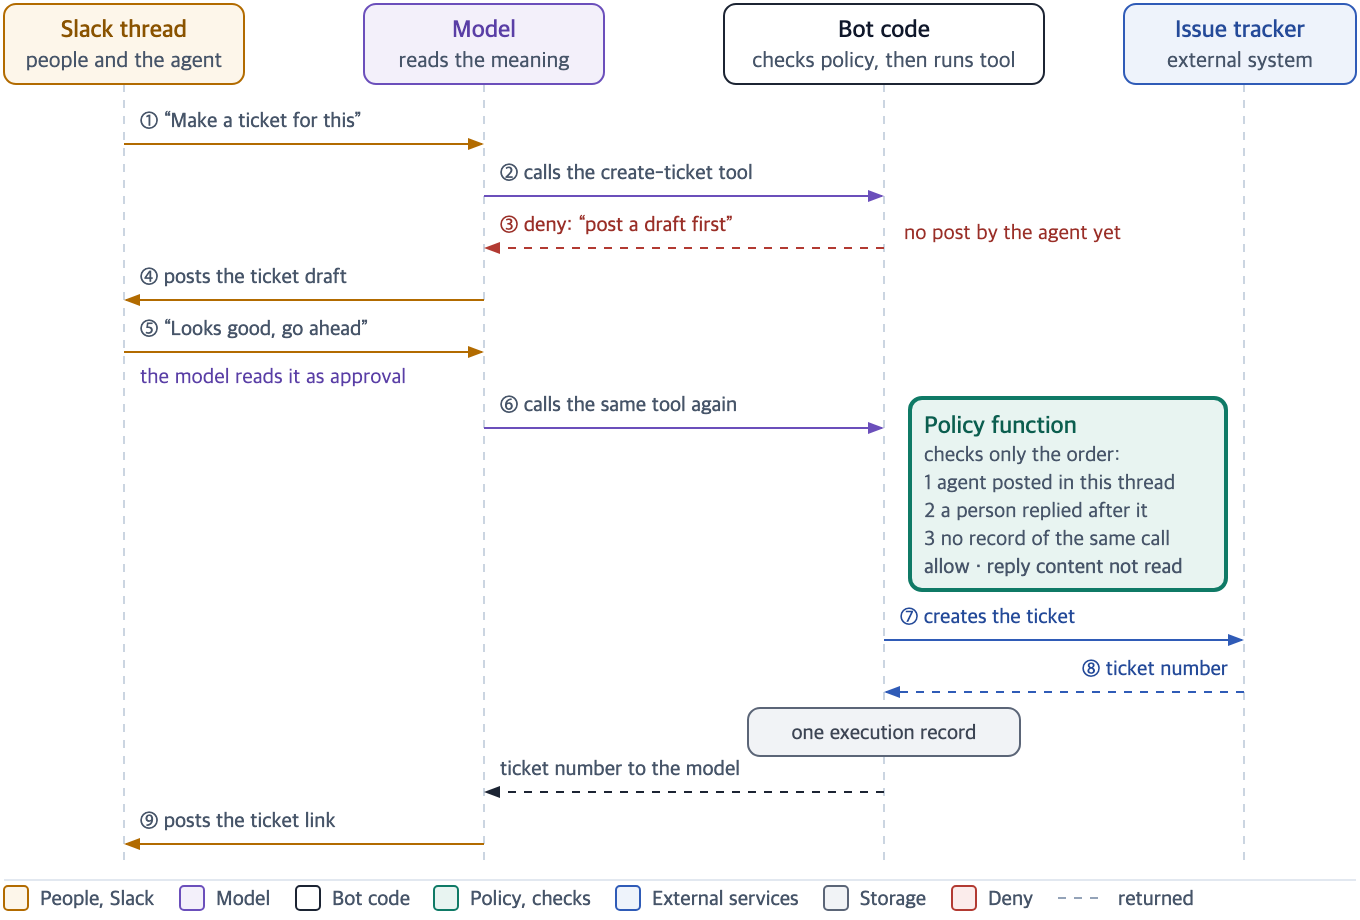 Slack thread
people and the agent
Model
reads the meaning
Bot code
checks policy, then runs tool
Issue tracker
external system
① “Make a ticket for this”
② calls the create-ticket tool
③ deny: “post a draft first”
no post by the agent yet
④ posts the ticket draft
⑤ “Looks good, go ahead”
the model reads it as approval
⑥ calls the same tool again
Policy function
checks only the order:
1 agent posted in this thread
2 a person replied after it
3 no record of the same call
allow · reply content not read
⑦ creates the ticket
⑧ ticket number
one execution record
ticket number to the model
⑨ posts the ticket link
People, Slack
Model
Bot code
Policy, checks
External services
Storage
Deny
returned